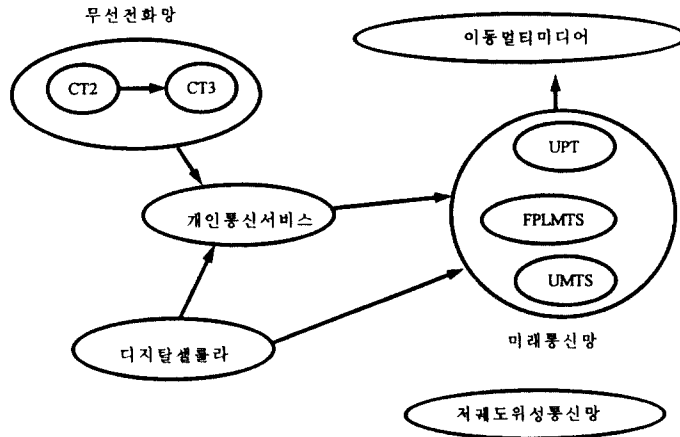 무선전화망
이동멀티미디어
CT2
CT3
UPT
개인통신서비스
FPLMTS
UMTS
미래통신망
디지탈셀룰라
저궤도위성통신망